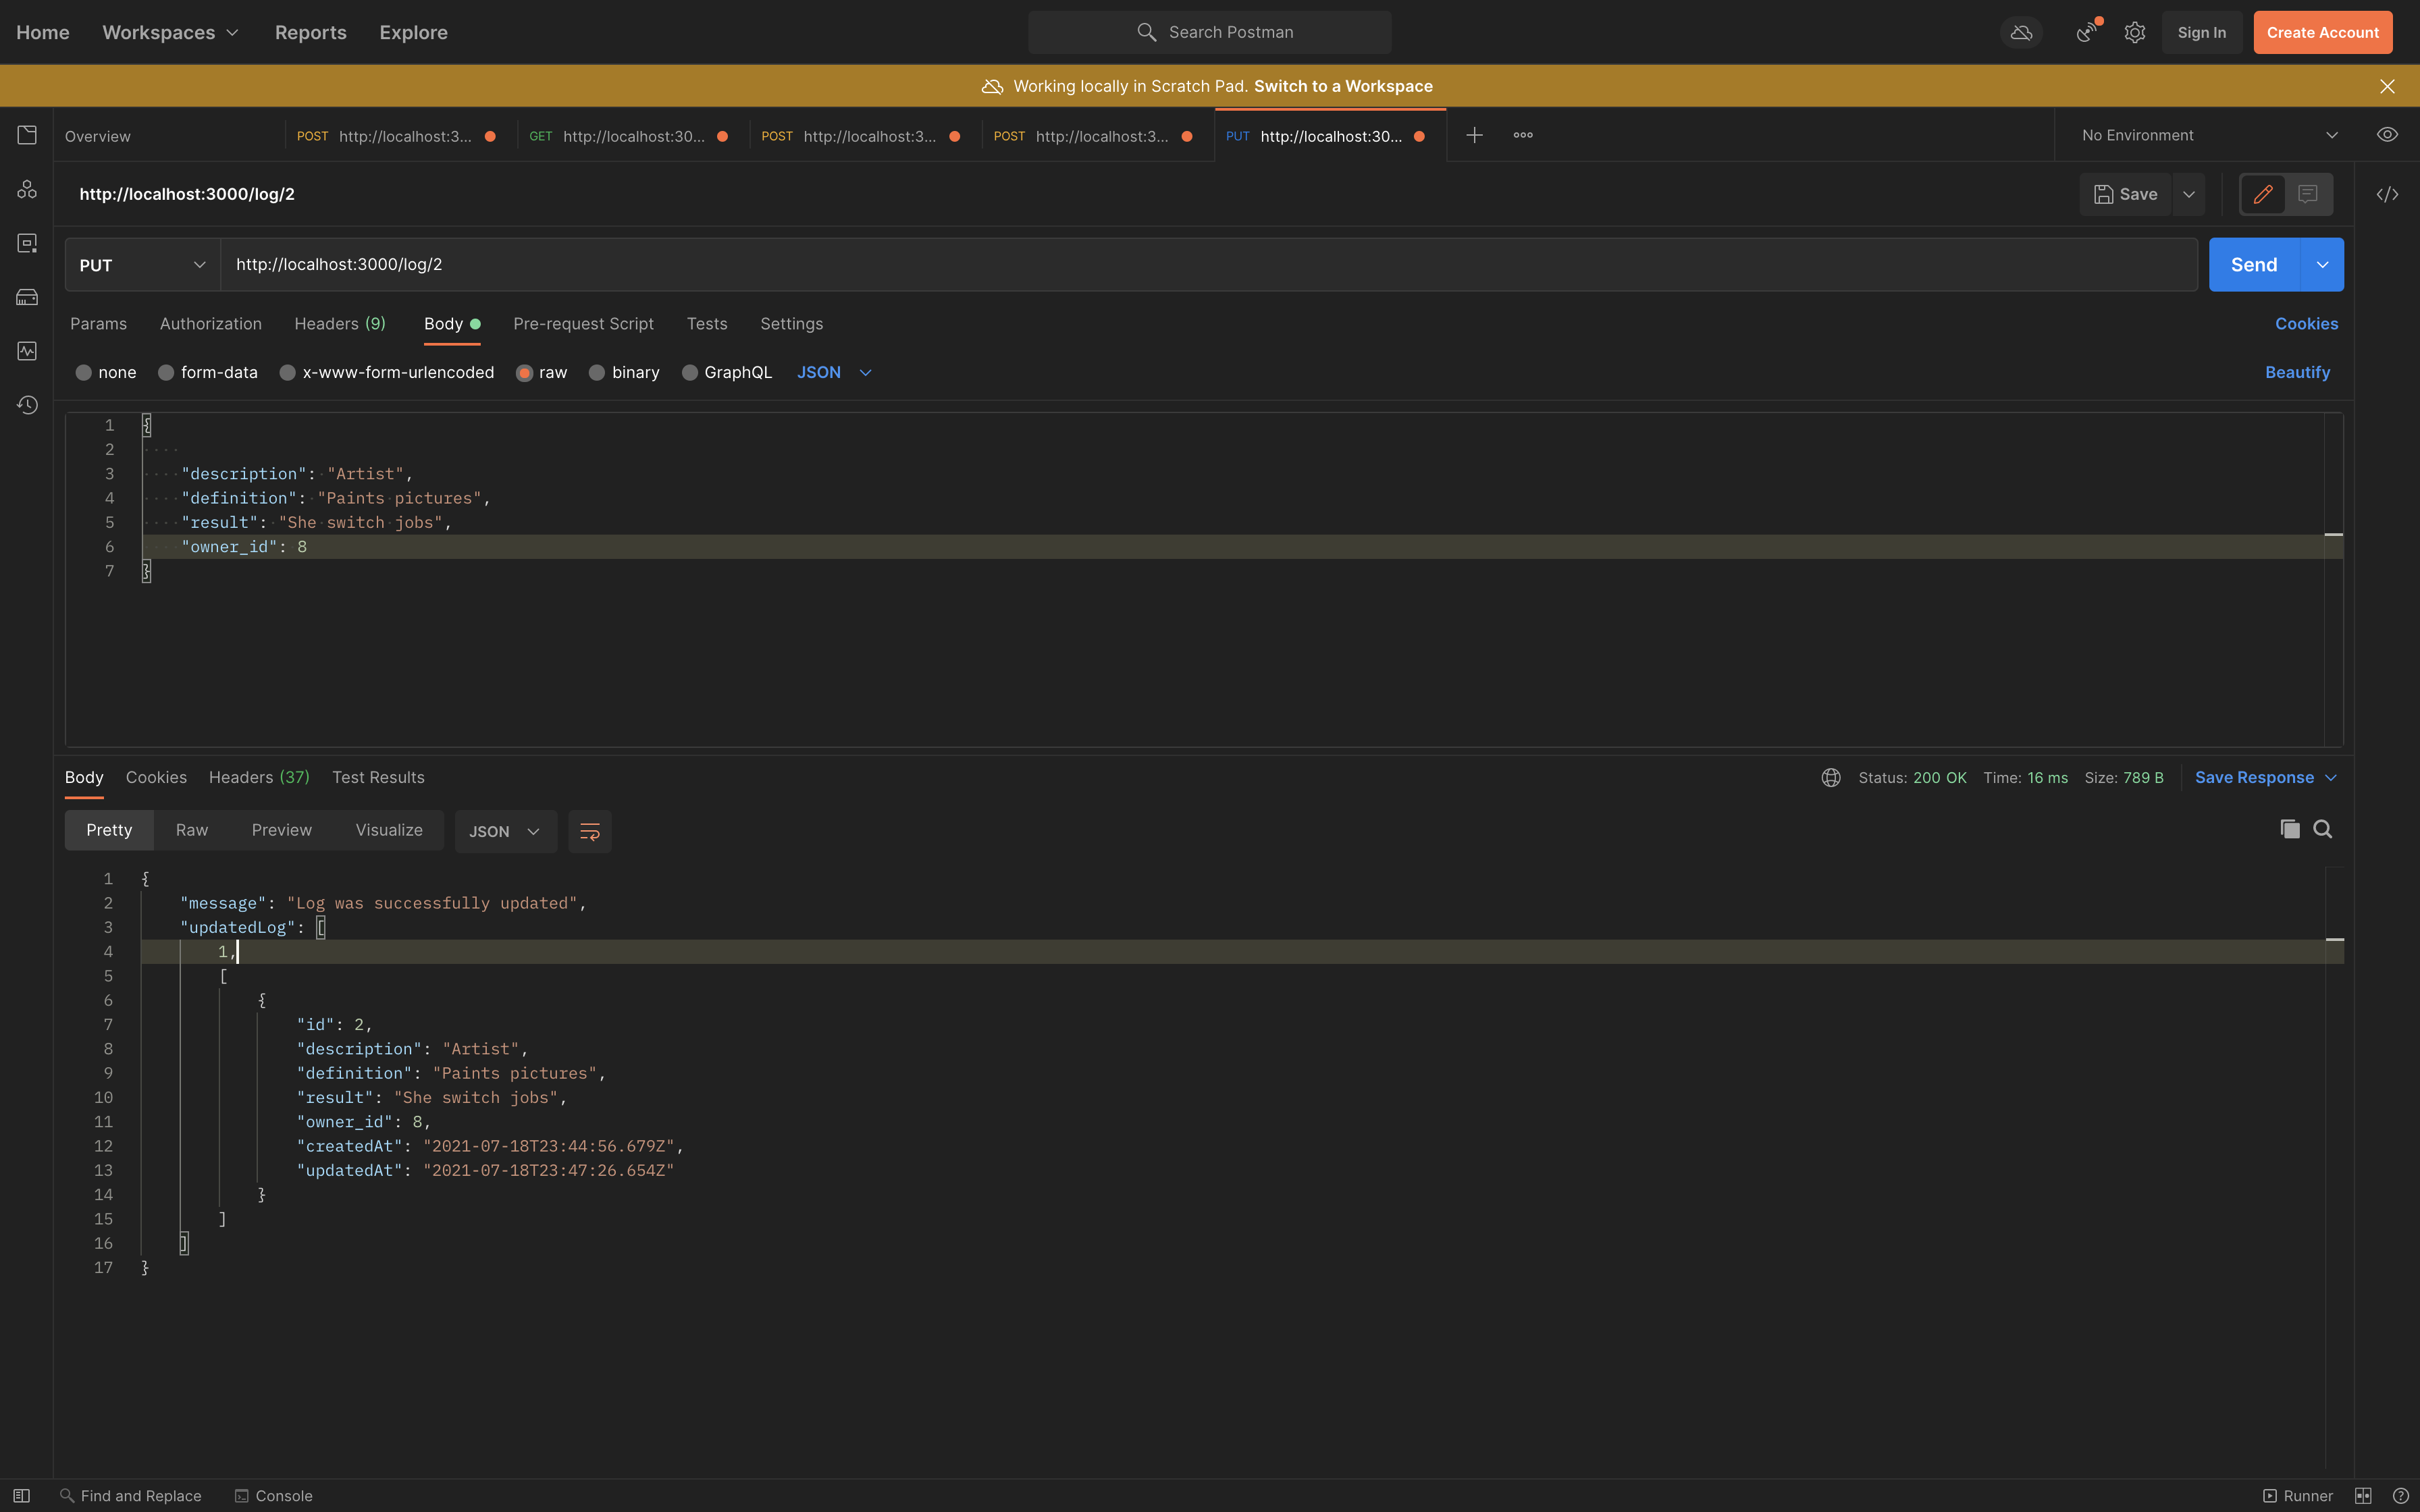 Home Workspaces Reports Explore Search Postman Sign In Create Account
Working locally in Scratch Pad. Switch to a Workspace
Overview POST http://localhost:3... GET http://localhost:30... POST http://localhost:3... POST http://localhost:3... PUT http://localhost:30... No Environment
http://localhost:3000/log/2 Save
PUT http://localhost:3000/log/2 Send
Params Authorization Headers (9) Body Pre-request Script Tests Settings Cookies
none form-data x-www-form-urlencoded raw binary GraphQL JSON Beautify
1 {
2
3 "description": "Artist",
4 "definition": "Paints pictures",
5 "result": "She switch jobs",
6 "owner_id": 8
7 }
Body Cookies Headers (37) Test Results Status: 200 OK Time: 16 ms Size: 789 B Save Response
Pretty Raw Preview Visualize JSON
1 {
2 "message": "Log was successfully updated",
3 "updatedLog": [
4 1,
5 [
6 {
7 "id": 2,
8 "description": "Artist",
9 "definition": "Paints pictures",
10 "result": "She switch jobs",
11 "owner_id": 8,
12 "createdAt": "2021-07-18T23:44:56.679Z",
13 "updatedAt": "2021-07-18T23:47:26.654Z"
14 }
15 ]
16 ]
17 }
Find and Replace Console Runner